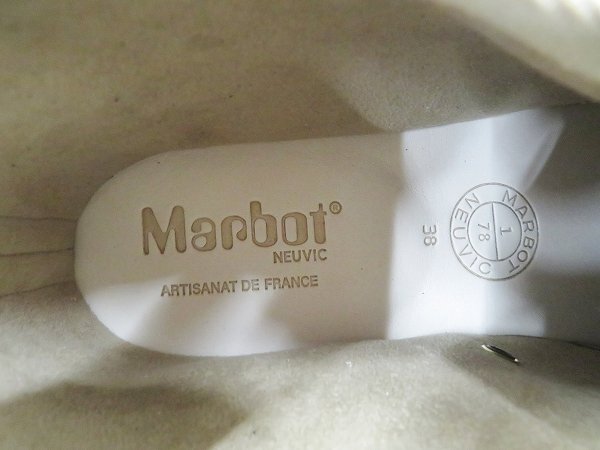 Marbot®
NEUVIC
ARTISANAT DE FRANCE
38
MARBOT
1
78
NEUVIC